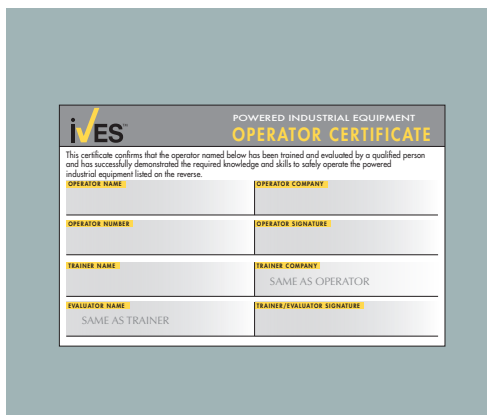 iVES™
POWERED INDUSTRIAL EQUIPMENT
OPERATOR CERTIFICATE
This certificate confirms that the operator named below has been trained and evaluated by a qualified person
and has successfully demonstrated the required knowledge and skills to safely operate the powered
industrial equipment listed on the reverse.
OPERATOR NAME
OPERATOR COMPANY
OPERATOR NUMBER
OPERATOR SIGNATURE
TRAINER NAME
TRAINER COMPANY
SAME AS OPERATOR
EVALUATOR NAME
SAME AS TRAINER
TRAINER/EVALUATOR SIGNATURE